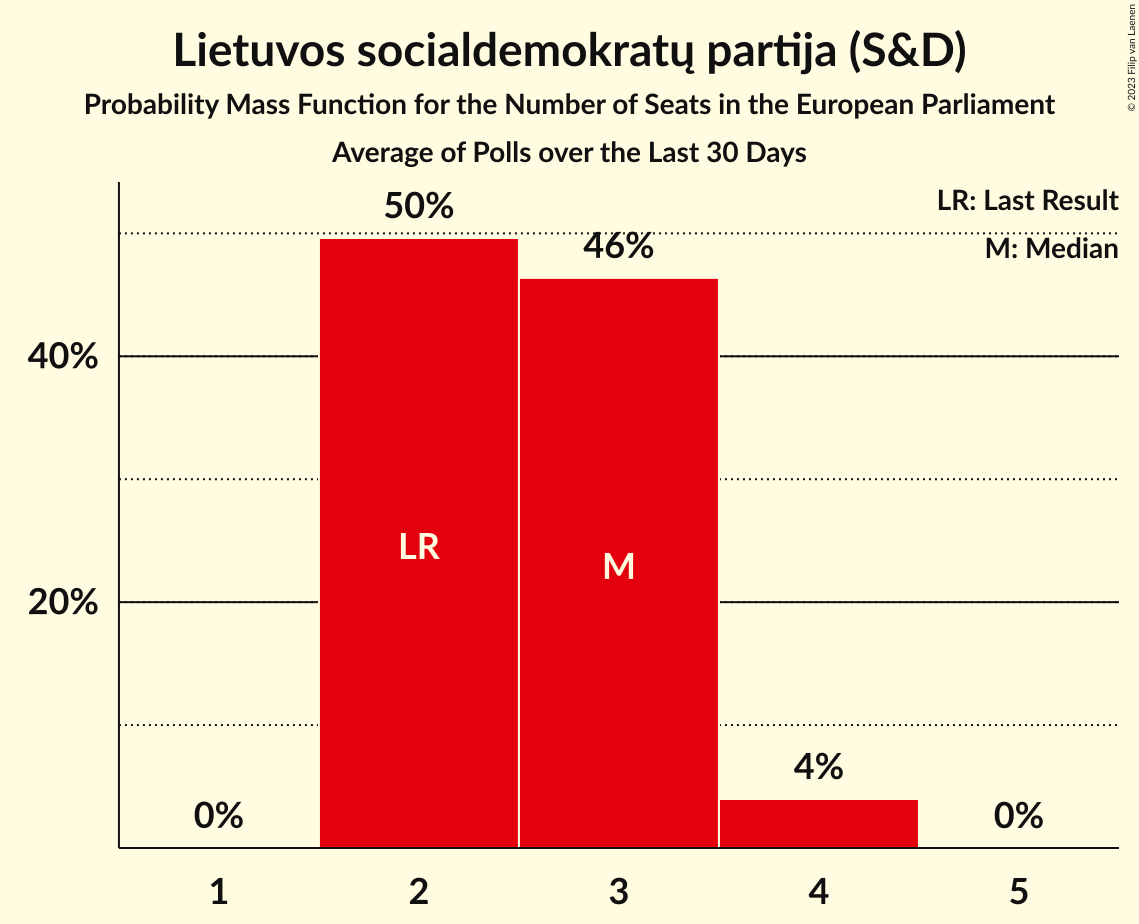 Lietuvos socialdemokratų partija (S&D)
Probability Mass Function for the Number of Seats in the European Parliament
Average of Polls over the Last 30 Days
© 2023 Filip van Laenen
LR: Last Result
M: Median
50%
46%
40%
LR
M
20%
4%
0%
0%
1
2
3
4
5